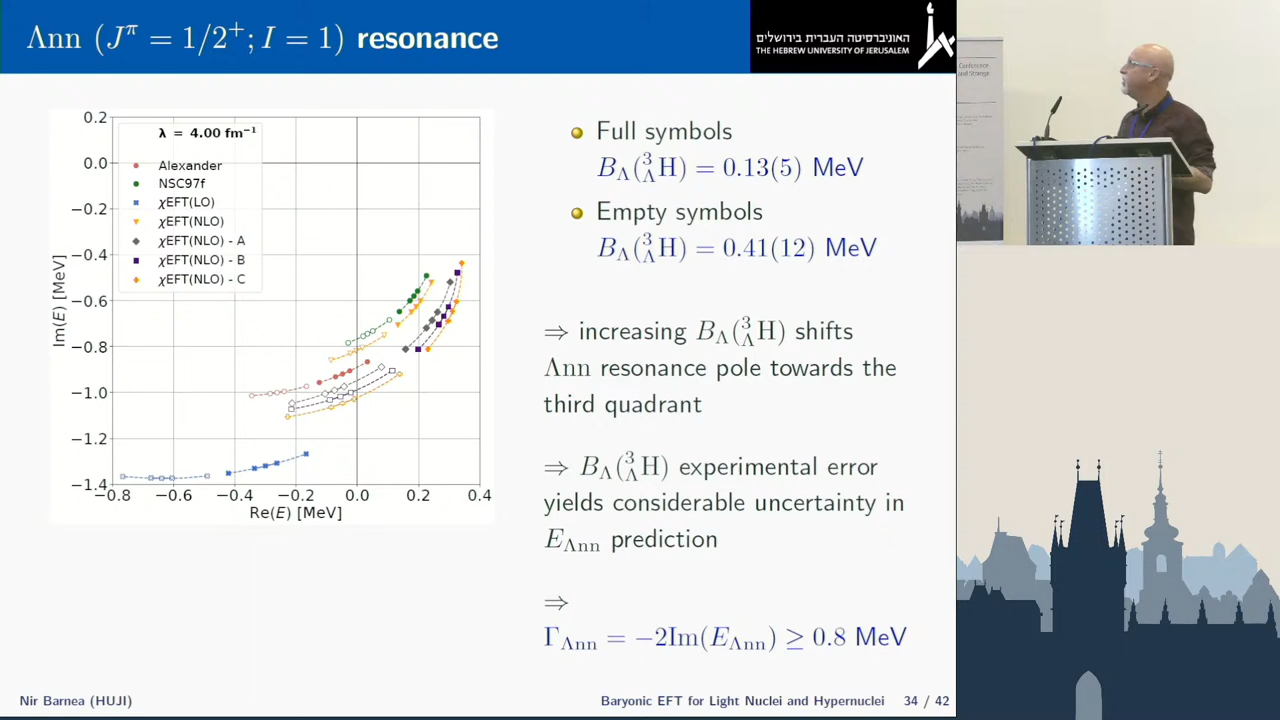 Λnn (J^π = 1/2⁺; I = 1) resonance
האוניברסיטה העברית בירושלים
THE HEBREW UNIVERSITY OF JERUSALEM
Conference
and Storage
λ = 4.00 fm⁻¹
Alexander
NSC97f
χEFT(LO)
χEFT(NLO)
χEFT(NLO) - A
χEFT(NLO) - B
χEFT(NLO) - C
0.2
0.0
−0.2
−0.4
−0.6
−0.8
−1.0
−1.2
−1.4
Im(E) [MeV]
−0.8 −0.6 −0.4 −0.2 0.0 0.2 0.4
Re(E) [MeV]
Full symbols
B_Λ(³_ΛH) = 0.13(5) MeV
Empty symbols
B_Λ(³_ΛH) = 0.41(12) MeV
⇒ increasing B_Λ(³_ΛH) shifts
Λnn resonance pole towards the
third quadrant
⇒ B_Λ(³_ΛH) experimental error
yields considerable uncertainty in
E_Λnn prediction
⇒
Γ_Λnn = −2Im(E_Λnn) ≥ 0.8 MeV
Nir Barnea (HUJI)
Baryonic EFT for Light Nuclei and Hypernuclei 34 / 42